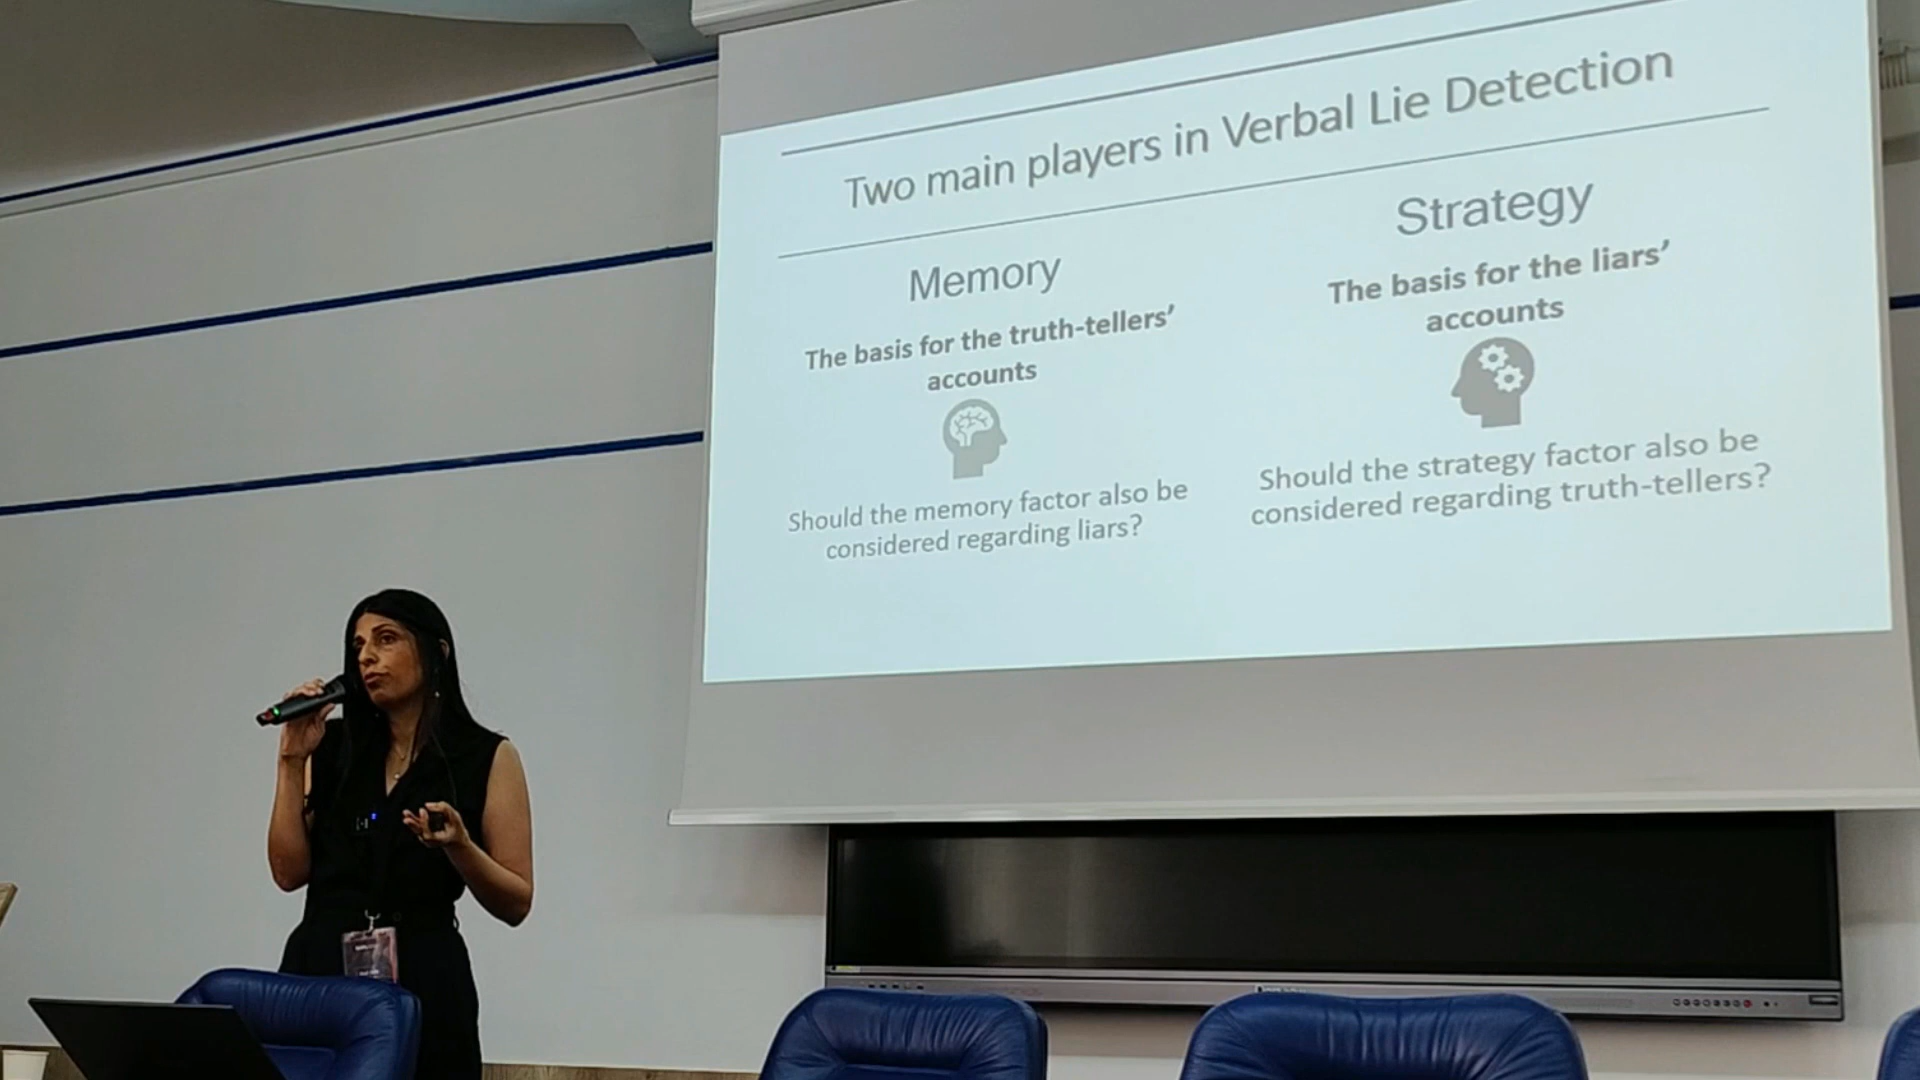 Two main players in Verbal Lie Detection
Memory
The basis for the truth-tellers’
accounts
Should the memory factor also be
considered regarding liars?
Strategy
The basis for the liars’
accounts
Should the strategy factor also be
considered regarding truth-tellers?